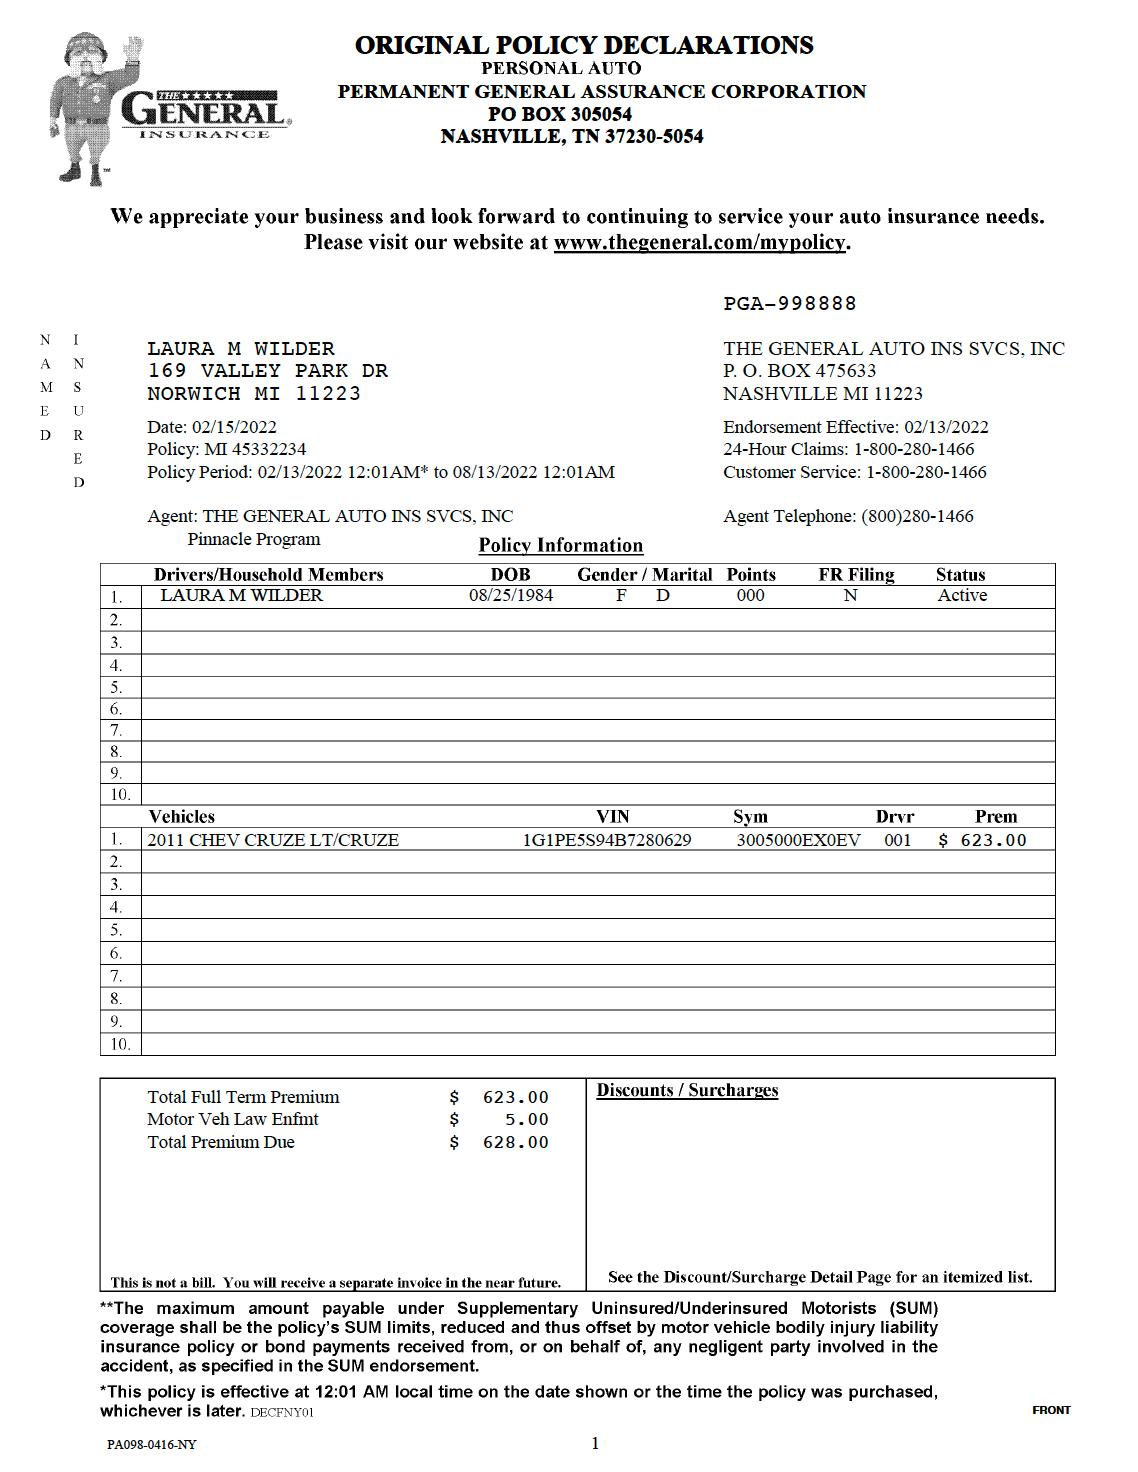 ORIGINAL POLICY DECLARATIONS
PERSONAL AUTO
PERMANENT GENERAL ASSURANCE CORPORATION
PO BOX 305054
NASHVILLE, TN 37230-5054
THE ★★★★★
GENERAL®
INSURANCE
™
We appreciate your business and look forward to continuing to service your auto insurance needs.
Please visit our website at www.thegeneral.com/mypolicy.
PGA-998888
NAMED INSURED
LAURA M WILDER
169 VALLEY PARK DR
NORWICH MI 11223
THE GENERAL AUTO INS SVCS, INC
P. O. BOX 475633
NASHVILLE MI 11223
Date: 02/15/2022 Endorsement Effective: 02/13/2022
Policy: MI 45332234 24-Hour Claims: 1-800-280-1466
Policy Period: 02/13/2022 12:01AM* to 08/13/2022 12:01AM Customer Service: 1-800-280-1466
Agent: THE GENERAL AUTO INS SVCS, INC Agent Telephone: (800)280-1466
Pinnacle Program
Policy Information
Drivers/Household Members DOB Gender / Marital Points FR Filing Status
1. LAURA M WILDER 08/25/1984 F D 000 N Active
2.
3.
4.
5.
6.
7.
8.
9.
10.
Vehicles VIN Sym Drvr Prem
1. 2011 CHEV CRUZE LT/CRUZE 1G1PE5S94B7280629 3005000EX0EV 001 $ 623.00
2.
3.
4.
5.
6.
7.
8.
9.
10.
Total Full Term Premium $ 623.00
Motor Veh Law Enfmt $ 5.00
Total Premium Due $ 628.00
This is not a bill. You will receive a separate invoice in the near future.
Discounts / Surcharges
See the Discount/Surcharge Detail Page for an itemized list.
**The maximum amount payable under Supplementary Uninsured/Underinsured Motorists (SUM)
coverage shall be the policy's SUM limits, reduced and thus offset by motor vehicle bodily injury liability
insurance policy or bond payments received from, or on behalf of, any negligent party involved in the
accident, as specified in the SUM endorsement.
*This policy is effective at 12:01 AM local time on the date shown or the time the policy was purchased,
whichever is later. DECFNY01
FRONT
PA098-0416-NY 1